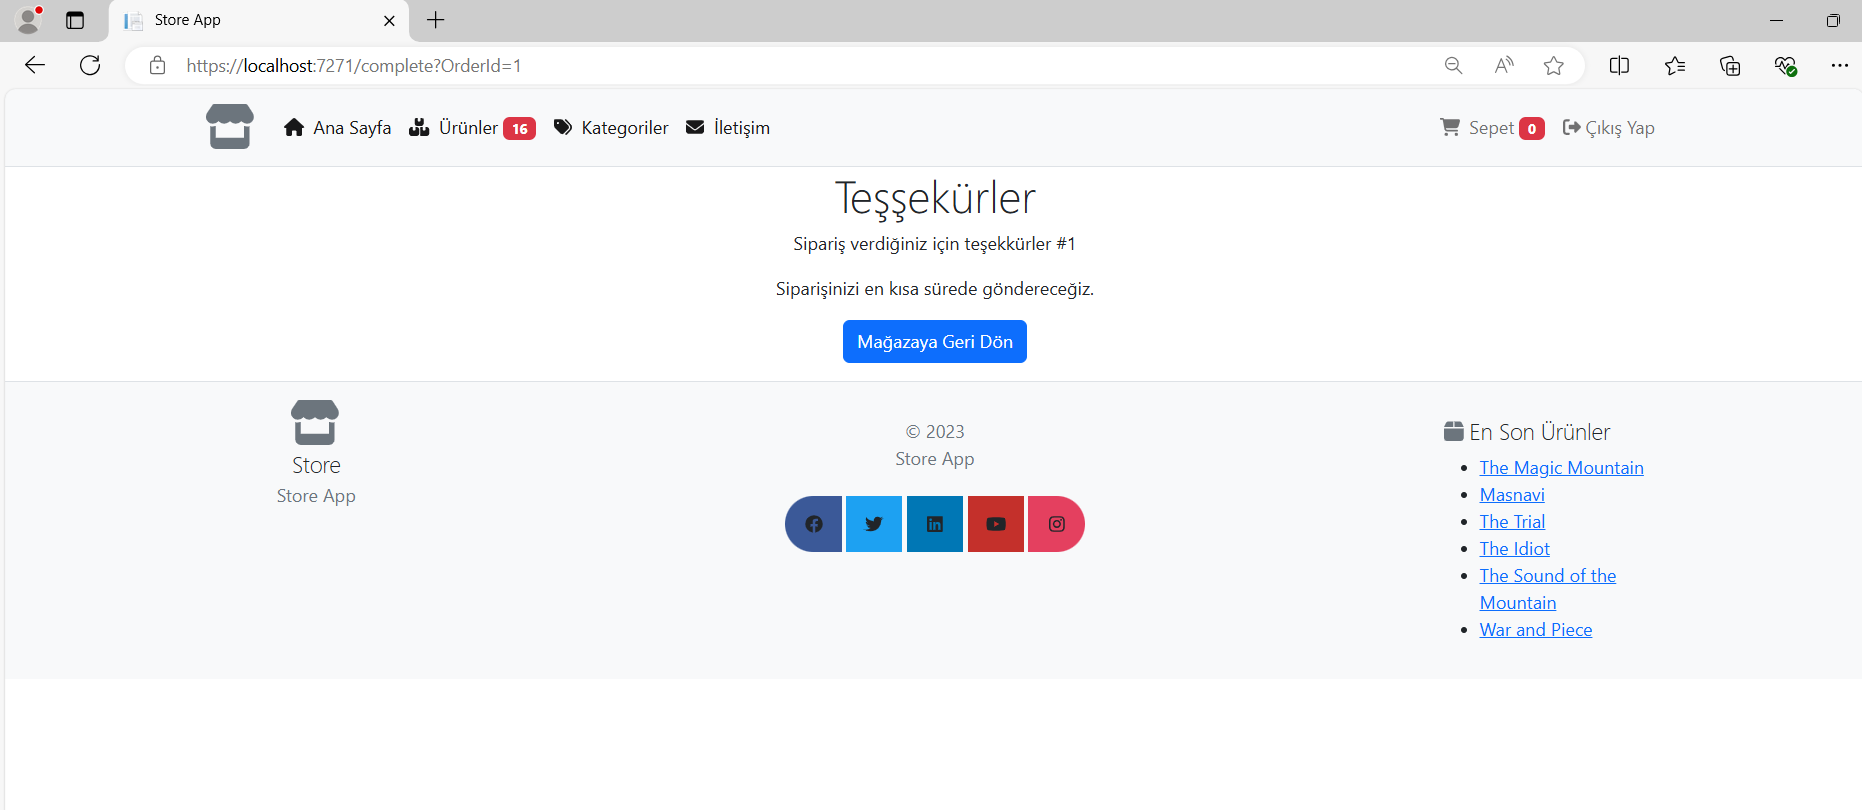 Store App
https://localhost:7271/complete?OrderId=1
Ana Sayfa Ürünler 16 Kategoriler İletişim Sepet 0 Çıkış Yap
Teşşekürler
Sipariş verdiğiniz için teşekkürler #1
Siparişinizi en kısa sürede göndereceğiz.
Mağazaya Geri Dön
Store
Store App
© 2023
Store App
En Son Ürünler
The Magic Mountain
Masnavi
The Trial
The Idiot
The Sound of the
Mountain
War and Piece